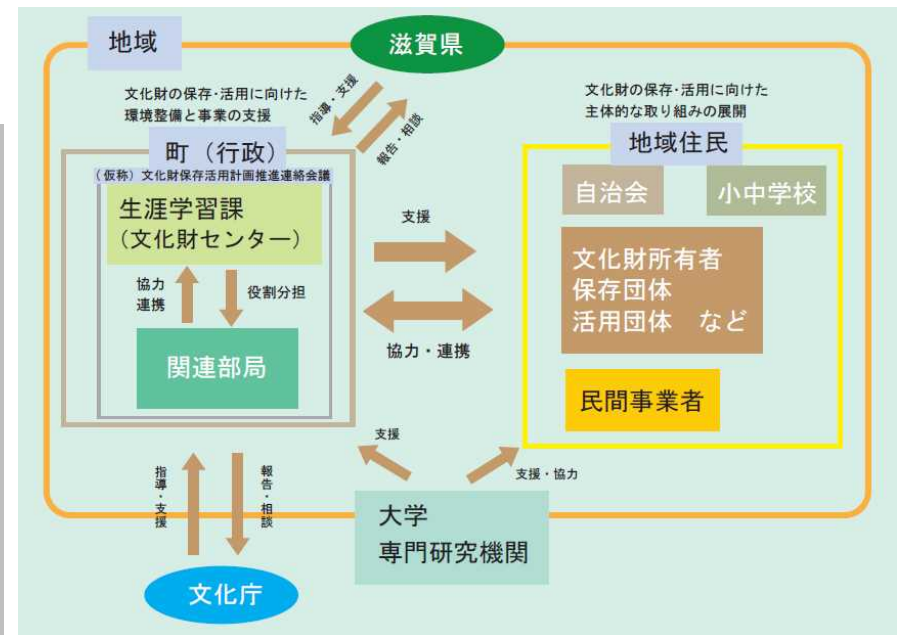 地域
滋賀県
文化財の保存・活用に向けた
環境整備と事業の支援
指導・支援
報告・相談
文化財の保存・活用に向けた
主体的な取り組みの展開
町（行政）
（仮称）文化財保存活用計画推進連絡会議
生涯学習課
（文化財センター）
協力
連携
役割分担
関連部局
支援
協力・連携
地域住民
自治会
小中学校
文化財所有者
保存団体
活用団体　など
民間事業者
支援
支援・協力
指導・支援
報告・相談
大学
専門研究機関
文化庁